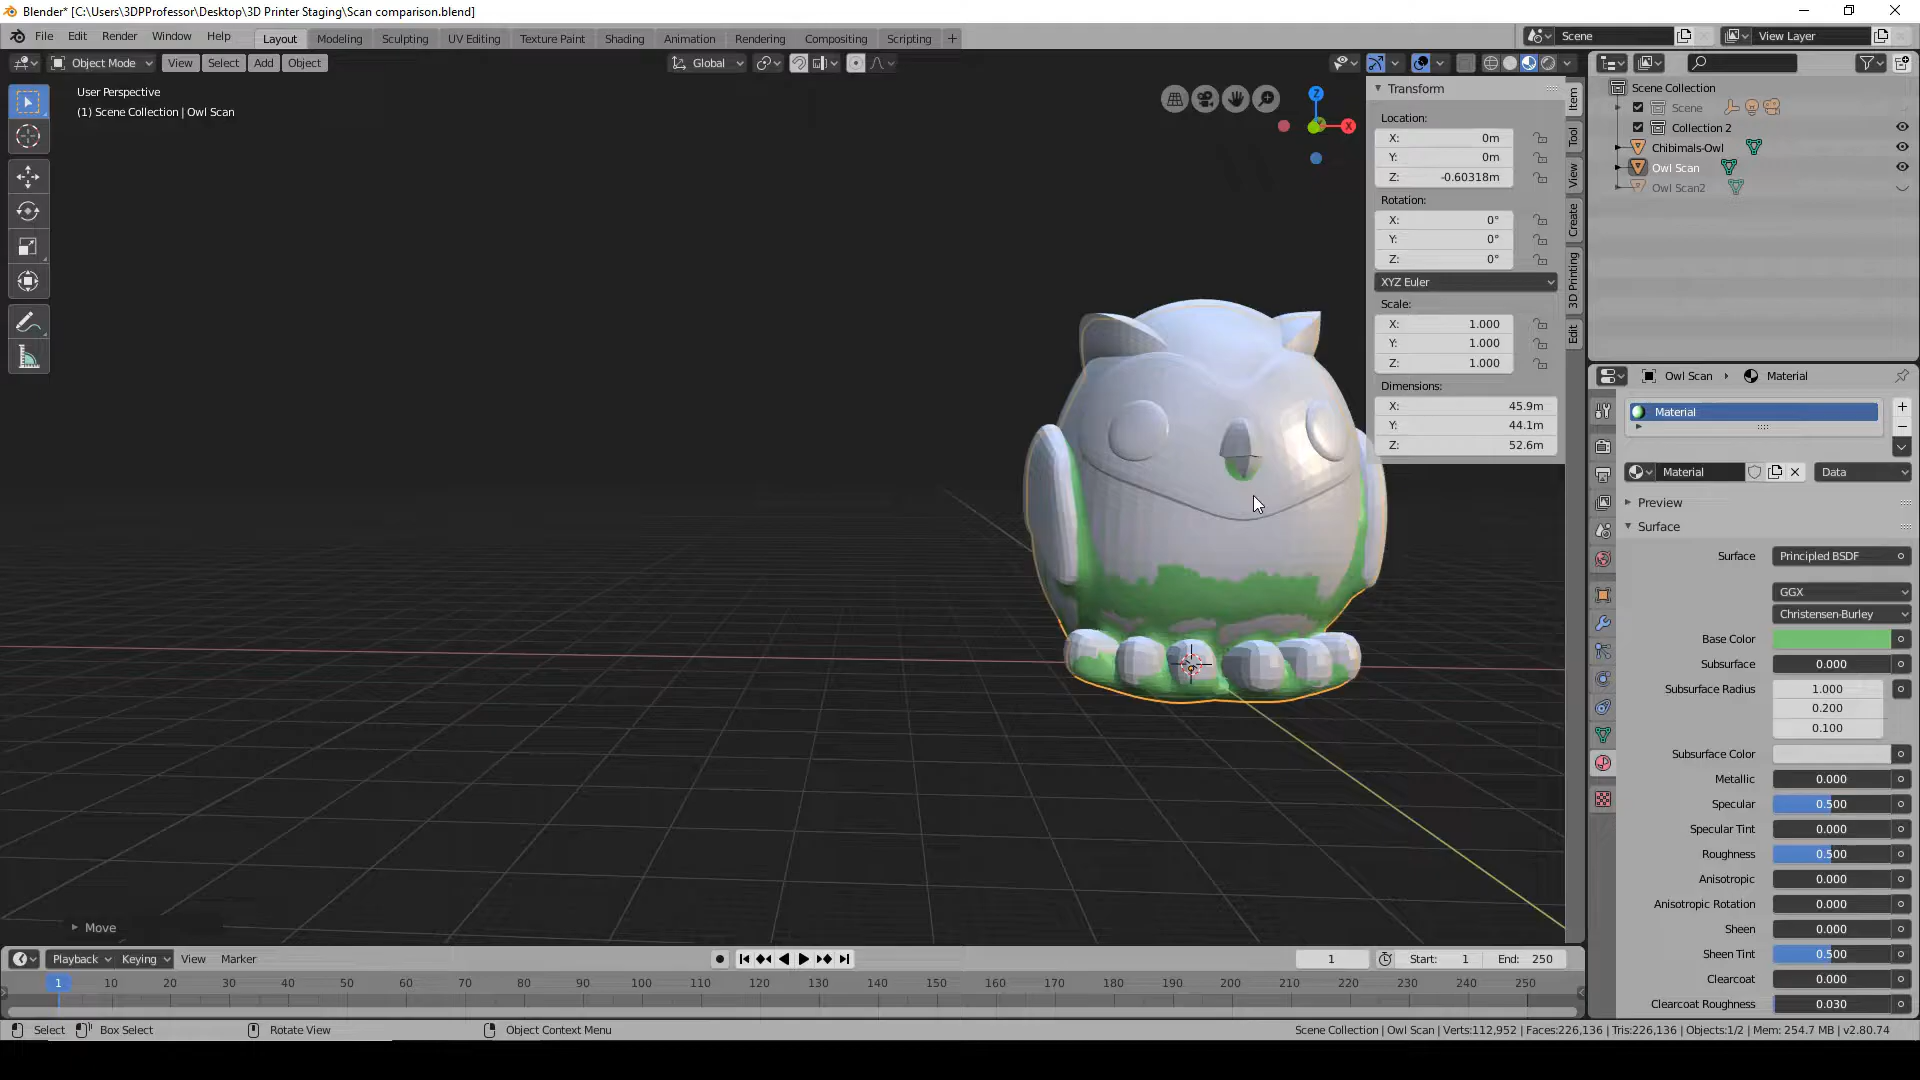 Blender* [C:\Users\3DPProfessor\Desktop\3D Printer Staging\Scan comparison.blend]
File Edit Render Window Help Layout Modeling Sculpting UV Editing Texture Paint Shading Animation Rendering Compositing Scripting + Scene View Layer
Object Mode View Select Add Object Global
User Perspective
(1) Scene Collection | Owl Scan
Z
X
Transform
Location:
X: 0m
Y: 0m
Z: -0.60318m
Rotation:
X: 0°
Y: 0°
Z: 0°
XYZ Euler
Scale:
X: 1.000
Y: 1.000
Z: 1.000
Dimensions:
X: 45.9m
Y: 44.1m
Z: 52.6m
Item
Tool
View
Create
3D Printing
Edit
Scene Collection
Scene
Collection 2
Chibimals-Owl
Owl Scan
Owl Scan2
Owl Scan Material
Material
Material Data
Preview
Surface
Surface Principled BSDF
GGX
Christensen-Burley
Base Color
Subsurface 0.000
Subsurface Radius 1.000
0.200
0.100
Subsurface Color
Metallic 0.000
Specular 0.500
Specular Tint 0.000
Roughness 0.500
Anisotropic 0.000
Anisotropic Rotation 0.000
Sheen 0.000
Sheen Tint 0.500
Clearcoat 0.000
Clearcoat Roughness 0.030
Move
Playback Keying View Marker 1 Start: 1 End: 250
1 10 20 30 40 50 60 70 80 90 100 110 120 130 140 150 160 170 180 190 200 210 220 230 240 250
Select Box Select Rotate View Object Context Menu Scene Collection | Owl Scan | Verts:112,952 | Faces:226,136 | Tris:226,136 | Objects:1/2 | Mem: 254.7 MB | v2.80.74